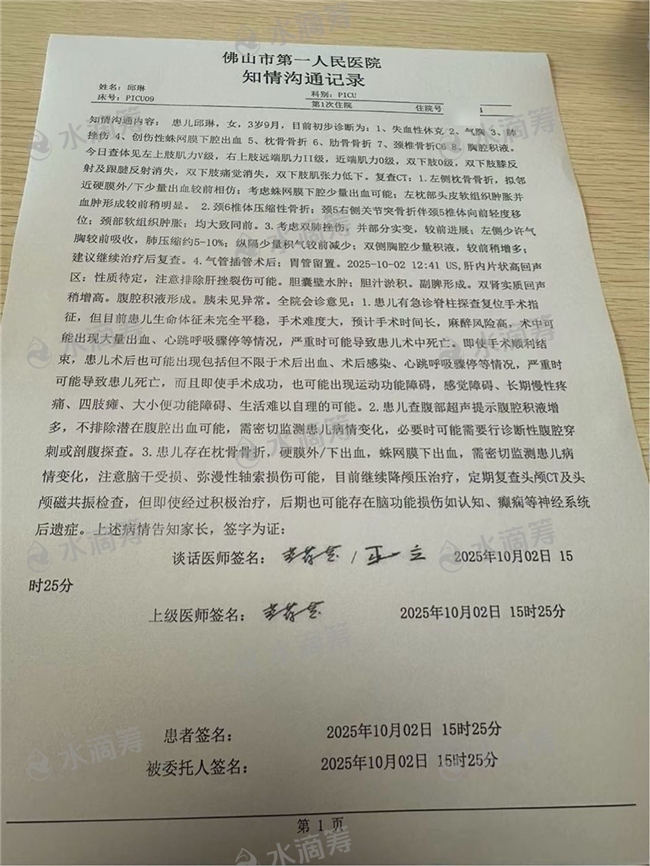 佛山市第一人民医院
知情沟通记录
姓名：邱琳 科别：PICU
床号：PICU09 第1次住院 住院号
知情沟通内容： 患儿邱琳，女，3岁9月，目前初步诊断为：1、失血性休克 2、气胸 3、肺
挫伤 4、创伤性蛛网膜下腔出血 5、枕骨骨折 6、肋骨骨折 7、颈椎骨折C6 8、胸腔积液。
今日查体见左上肢肌力V级，右上肢远端肌力II级，近端肌力0级，双下肢0级，双下肢膝反
射及跟腱反射消失，双下肢痛觉消失，双下肢肌张力低下。复查CT：1.左侧枕骨骨折，拟邻
近硬膜外/下少量出血较前相仿；考虑蛛网膜下腔少量出血可能；左枕部头皮软组织肿胀并
血肿形成较前稍明显。 2.颈6椎体压缩性骨折；颈5右侧关节突骨折伴颈5椎体向前轻度移
位；颈部软组织肿胀；均大致同前。3.考虑双肺挫伤，并部分实变，较前进展；左侧少许气
胸较前吸收，肺压缩约5-10%；纵隔少量积气较前减少；双侧胸腔少量积液，较前稍增多；
建议继续治疗后复查。4.气管插管术后；胃管留置。2025-10-02 12:41 US,肝内片状高回声
区：性质待定，注意排除肝挫裂伤可能。胆囊壁水肿；胆汁淤积。副脾形成。双肾实质回声
稍增高。腹腔积液形成。胰未见异常。全院会诊意见：1.患儿有急诊脊柱探查复位手术指
征，但目前患儿生命体征未完全平稳，手术难度大，预计手术时间长，麻醉风险高，术中可
能出现大量出血、心跳呼吸骤停等情况，严重时可能导致患儿术中死亡。即使手术顺利结
束，患儿术后也可能出现包括但不限于术后出血、术后感染、心跳呼吸骤停等情况，严重时
可能导致患儿死亡，而且即使手术成功，也可能出现运动功能障碍，感觉障碍、长期慢性疼
痛、四肢瘫、大小便功能障碍、生活难以自理的可能。2.患儿查腹部超声提示腹腔积液增
多，不排除潜在腹腔出血可能，需密切监测患儿病情变化，必要时可能需要行诊断性腹腔穿
刺或剖腹探查。3.患儿存在枕骨骨折，硬膜外/下出血，蛛网膜下出血，需密切监测患儿病
情变化，注意脑干受损、弥漫性轴索损伤可能，目前继续降颅压治疗，定期复查头颅CT及头
颅磁共振检查，但即使经过积极治疗，后期也可能存在脑功能损伤如认知、癫痫等神经系统
后遗症。上述病情告知家长，签字为证：
谈话医师签名： 2025年10月02日 15
时25分
上级医师签名： 2025年10月02日 15时25分
患者签名： 2025年10月02日 15时25分
被委托人签名： 2025年10月02日 15时25分
第 1 页
水滴筹